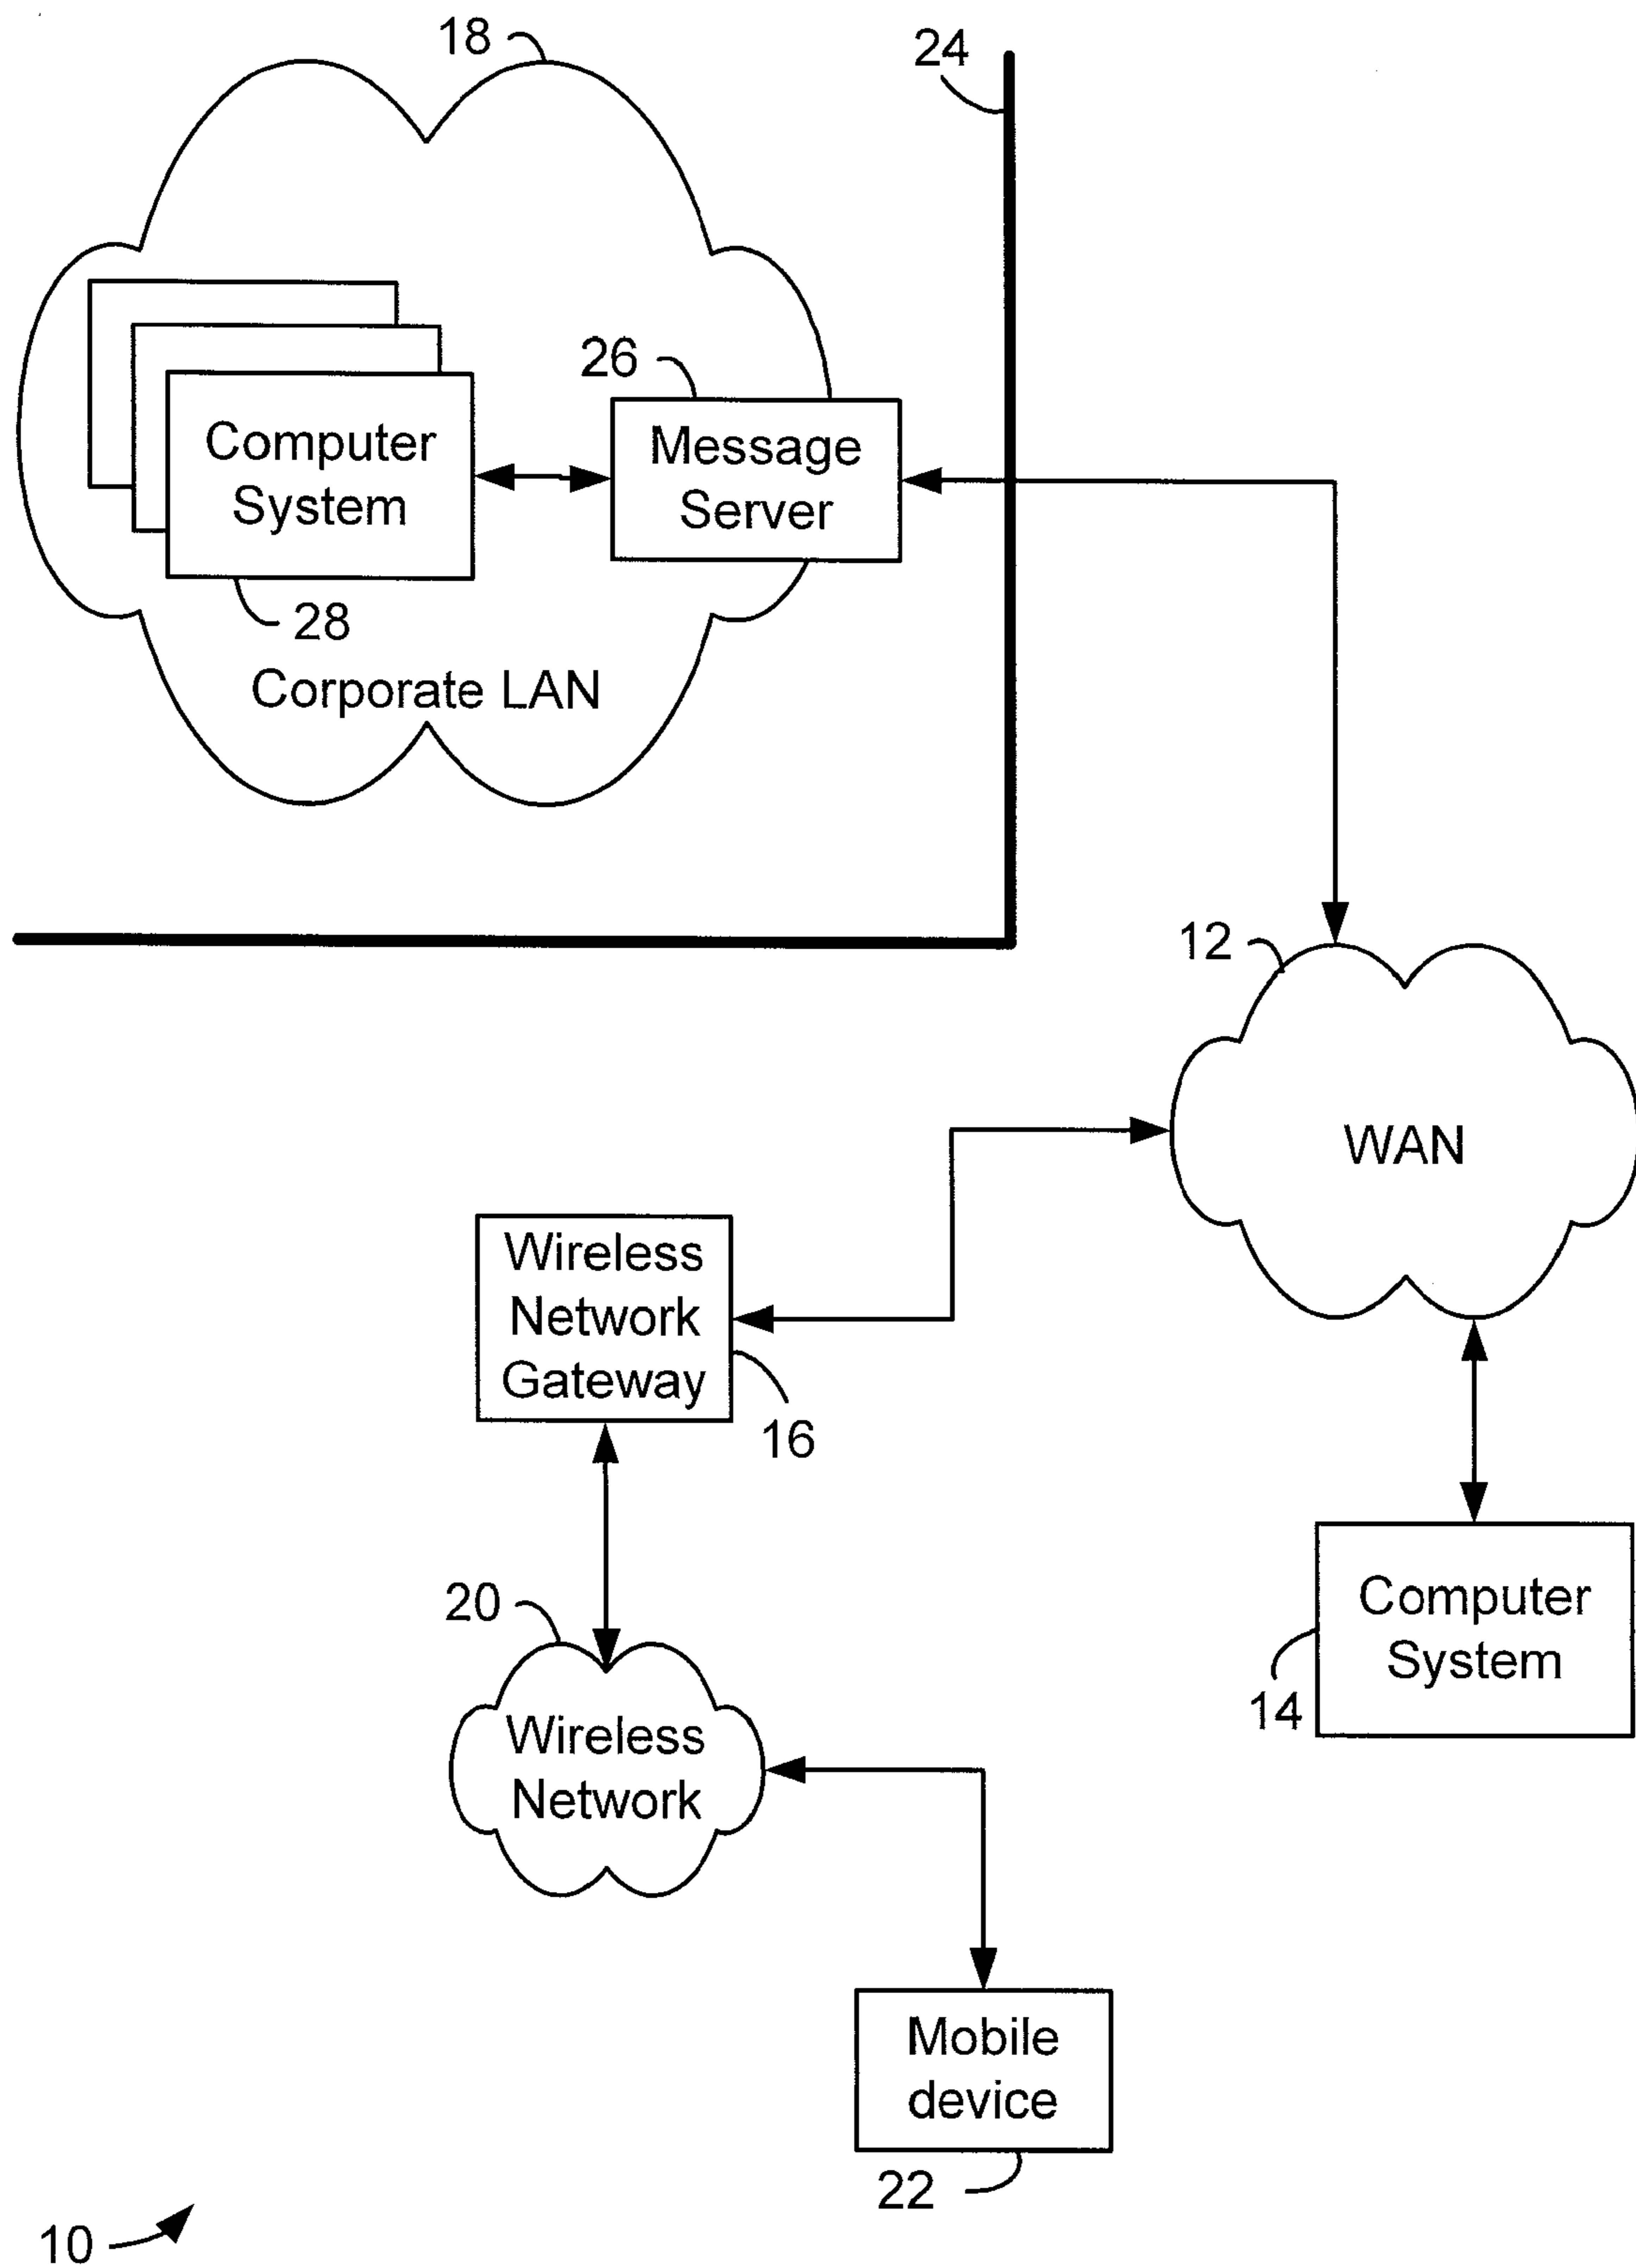 18
24
26
Computer
System
Message
Server
28
Corporate LAN
12
WAN
Wireless
Network
Gateway
16
20
Computer
System
14
Wireless
Network
Mobile
device
22
10